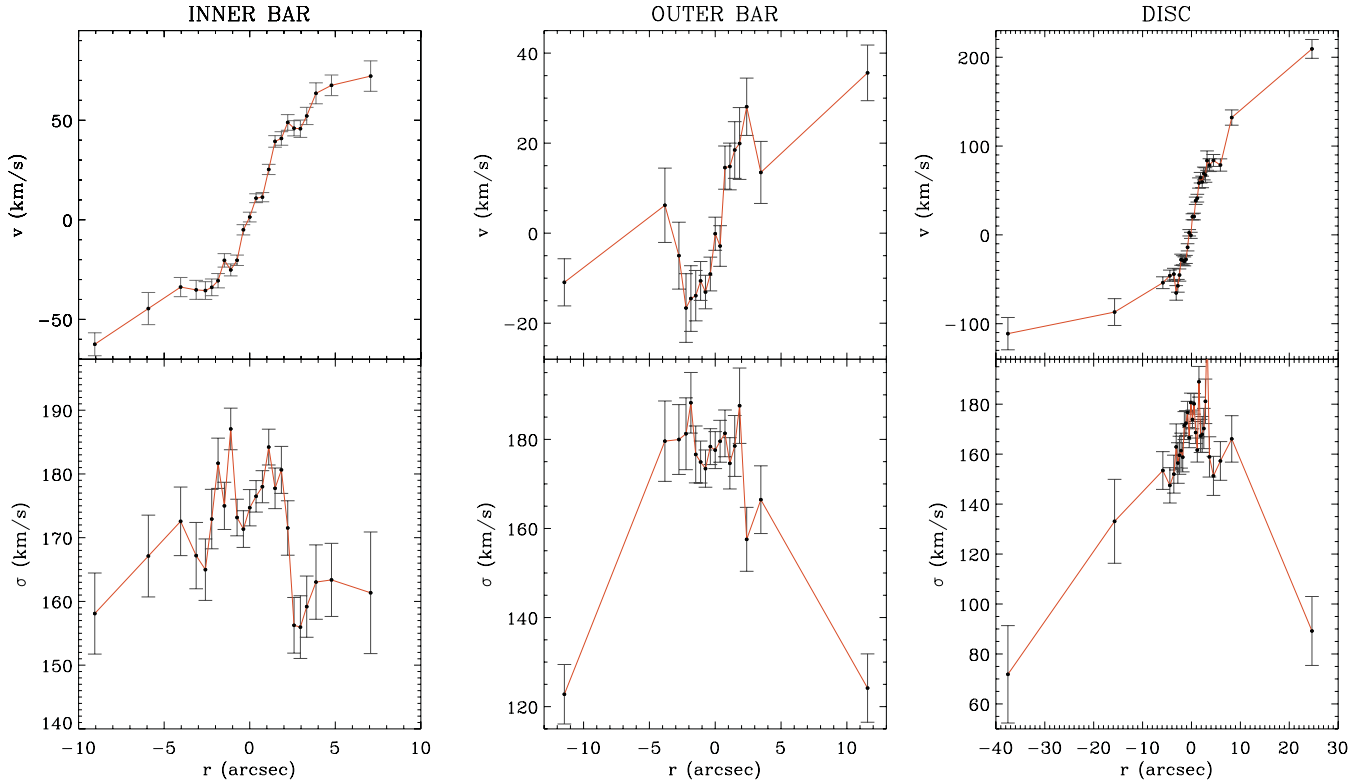 INNER BAR
OUTER BAR
DISC
v (km/s)
50
0
−50
v (km/s)
40
20
0
−20
v (km/s)
200
100
0
−100
σ (km/s)
190
180
170
160
150
140
σ (km/s)
180
160
140
120
σ (km/s)
180
160
140
120
100
80
60
−10 −5 0 5 10
−10 −5 0 5 10
−40 −30 −20 −10 0 10 20 30
r (arcsec)
r (arcsec)
r (arcsec)